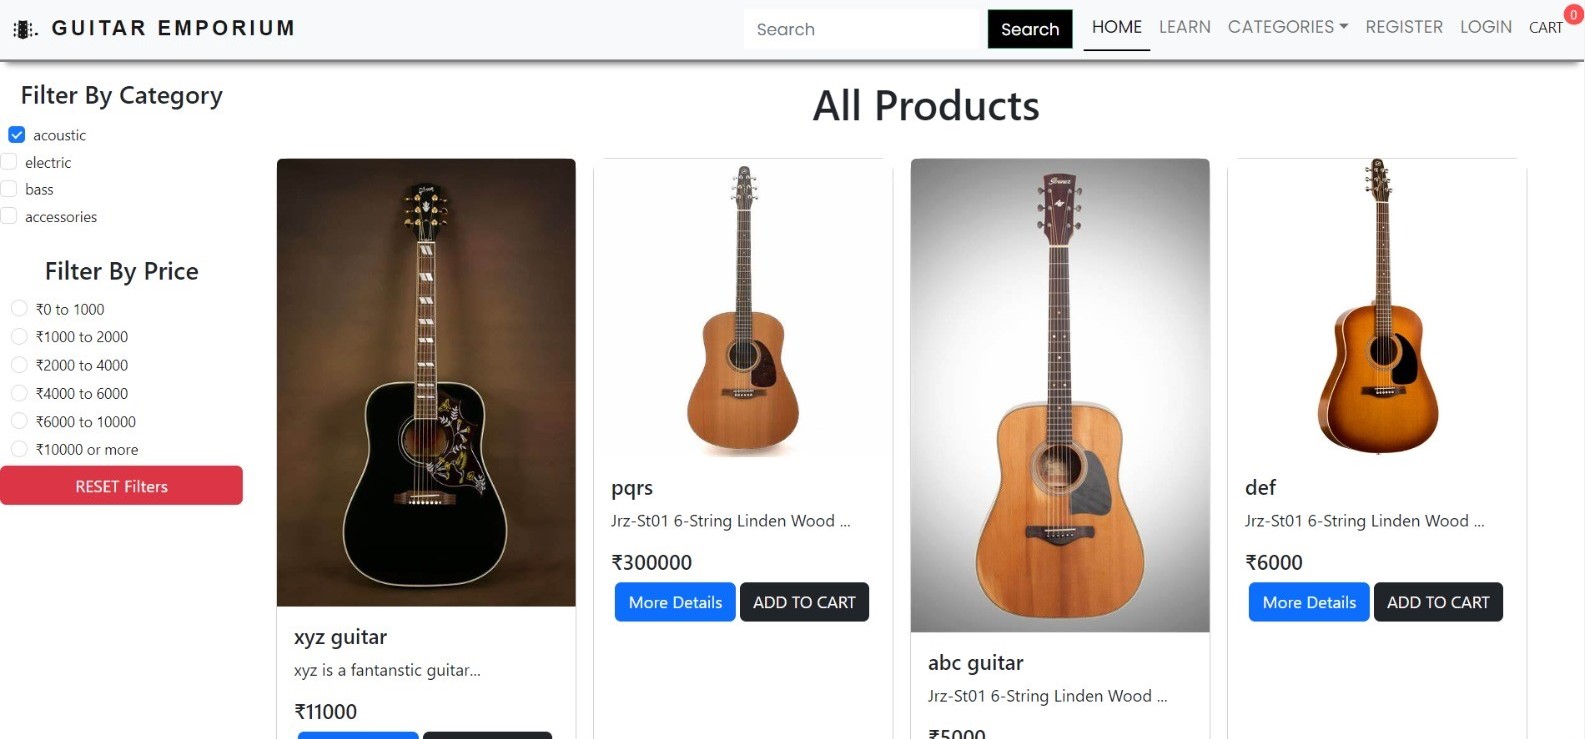 GUITAR EMPORIUM
Search
Search
HOME
LEARN
CATEGORIES
REGISTER
LOGIN
CART
0
Filter By Category
acoustic
electric
bass
accessories
Filter By Price
₹0 to 1000
₹1000 to 2000
₹2000 to 4000
₹4000 to 6000
₹6000 to 10000
₹10000 or more
RESET Filters
All Products
xyz guitar
xyz is a fantanstic guitar...
₹11000
pqrs
Jrz-St01 6-String Linden Wood ...
₹300000
More Details
ADD TO CART
Ibanez
abc guitar
Jrz-St01 6-String Linden Wood ...
₹5000
def
Jrz-St01 6-String Linden Wood ...
₹6000
More Details
ADD TO CART